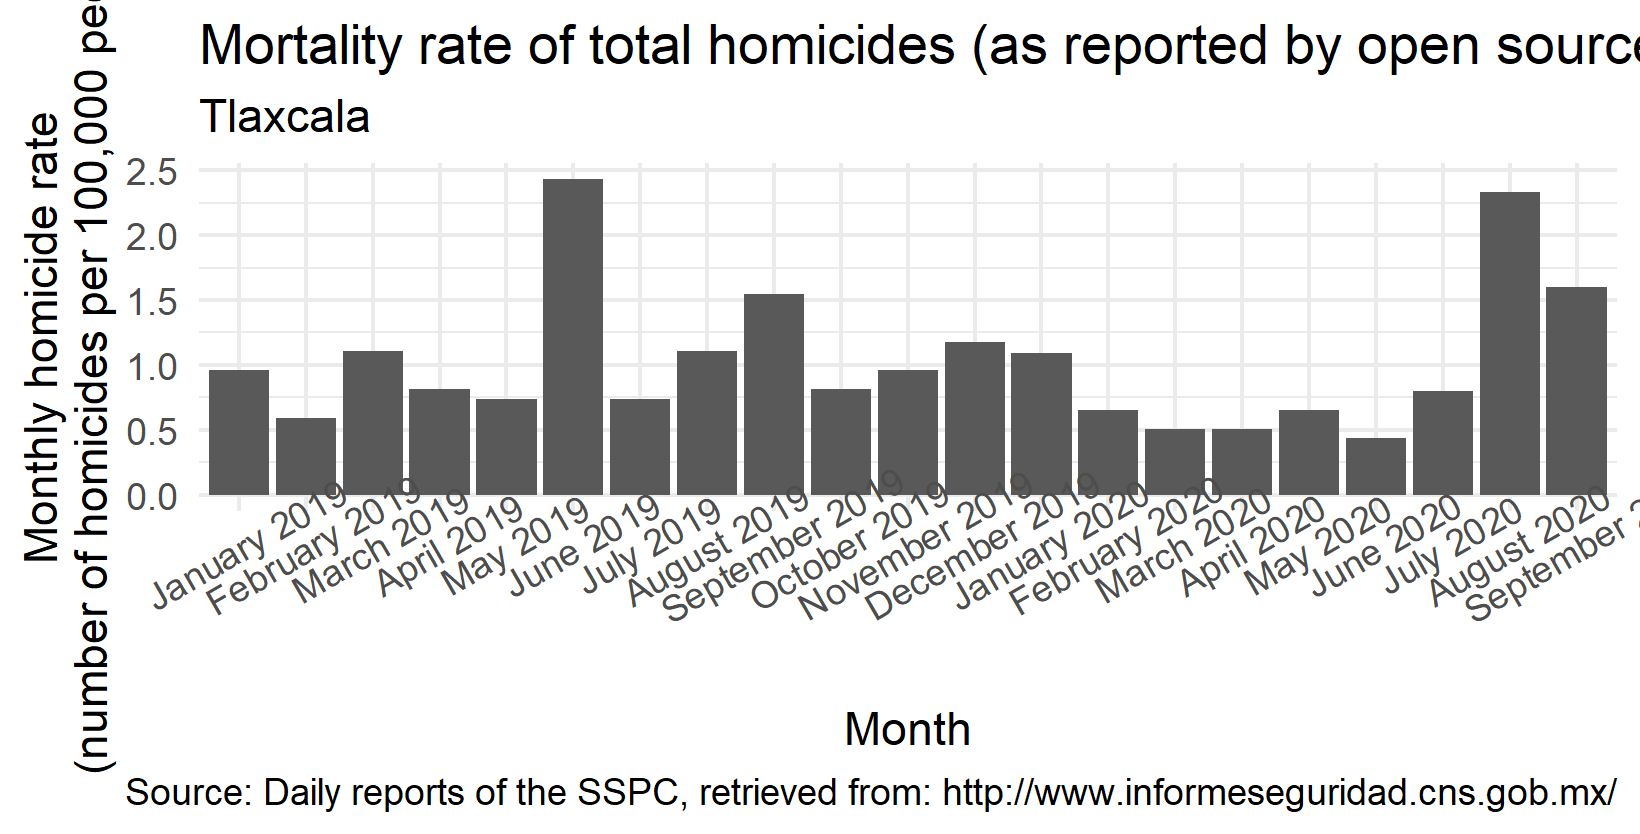 Mortality rate of total homicides (as reported by open source
Tlaxcala
Monthly homicide rate
(number of homicides per 100,000
2.5
2.0
1.5
1.0
0.5
0.0
January 2019
February 2019
March 2019
April 2019
May 2019
June 2019
July 2019
August 2019
September 2019
October 2019
November 2019
December 2019
January 2020
February 2020
March 2020
April 2020
May 2020
June 2020
July 2020
August 2020
September
Month
Source: Daily reports of the SSPC, retrieved from: http://www.informeseguridad.cns.gob.mx/